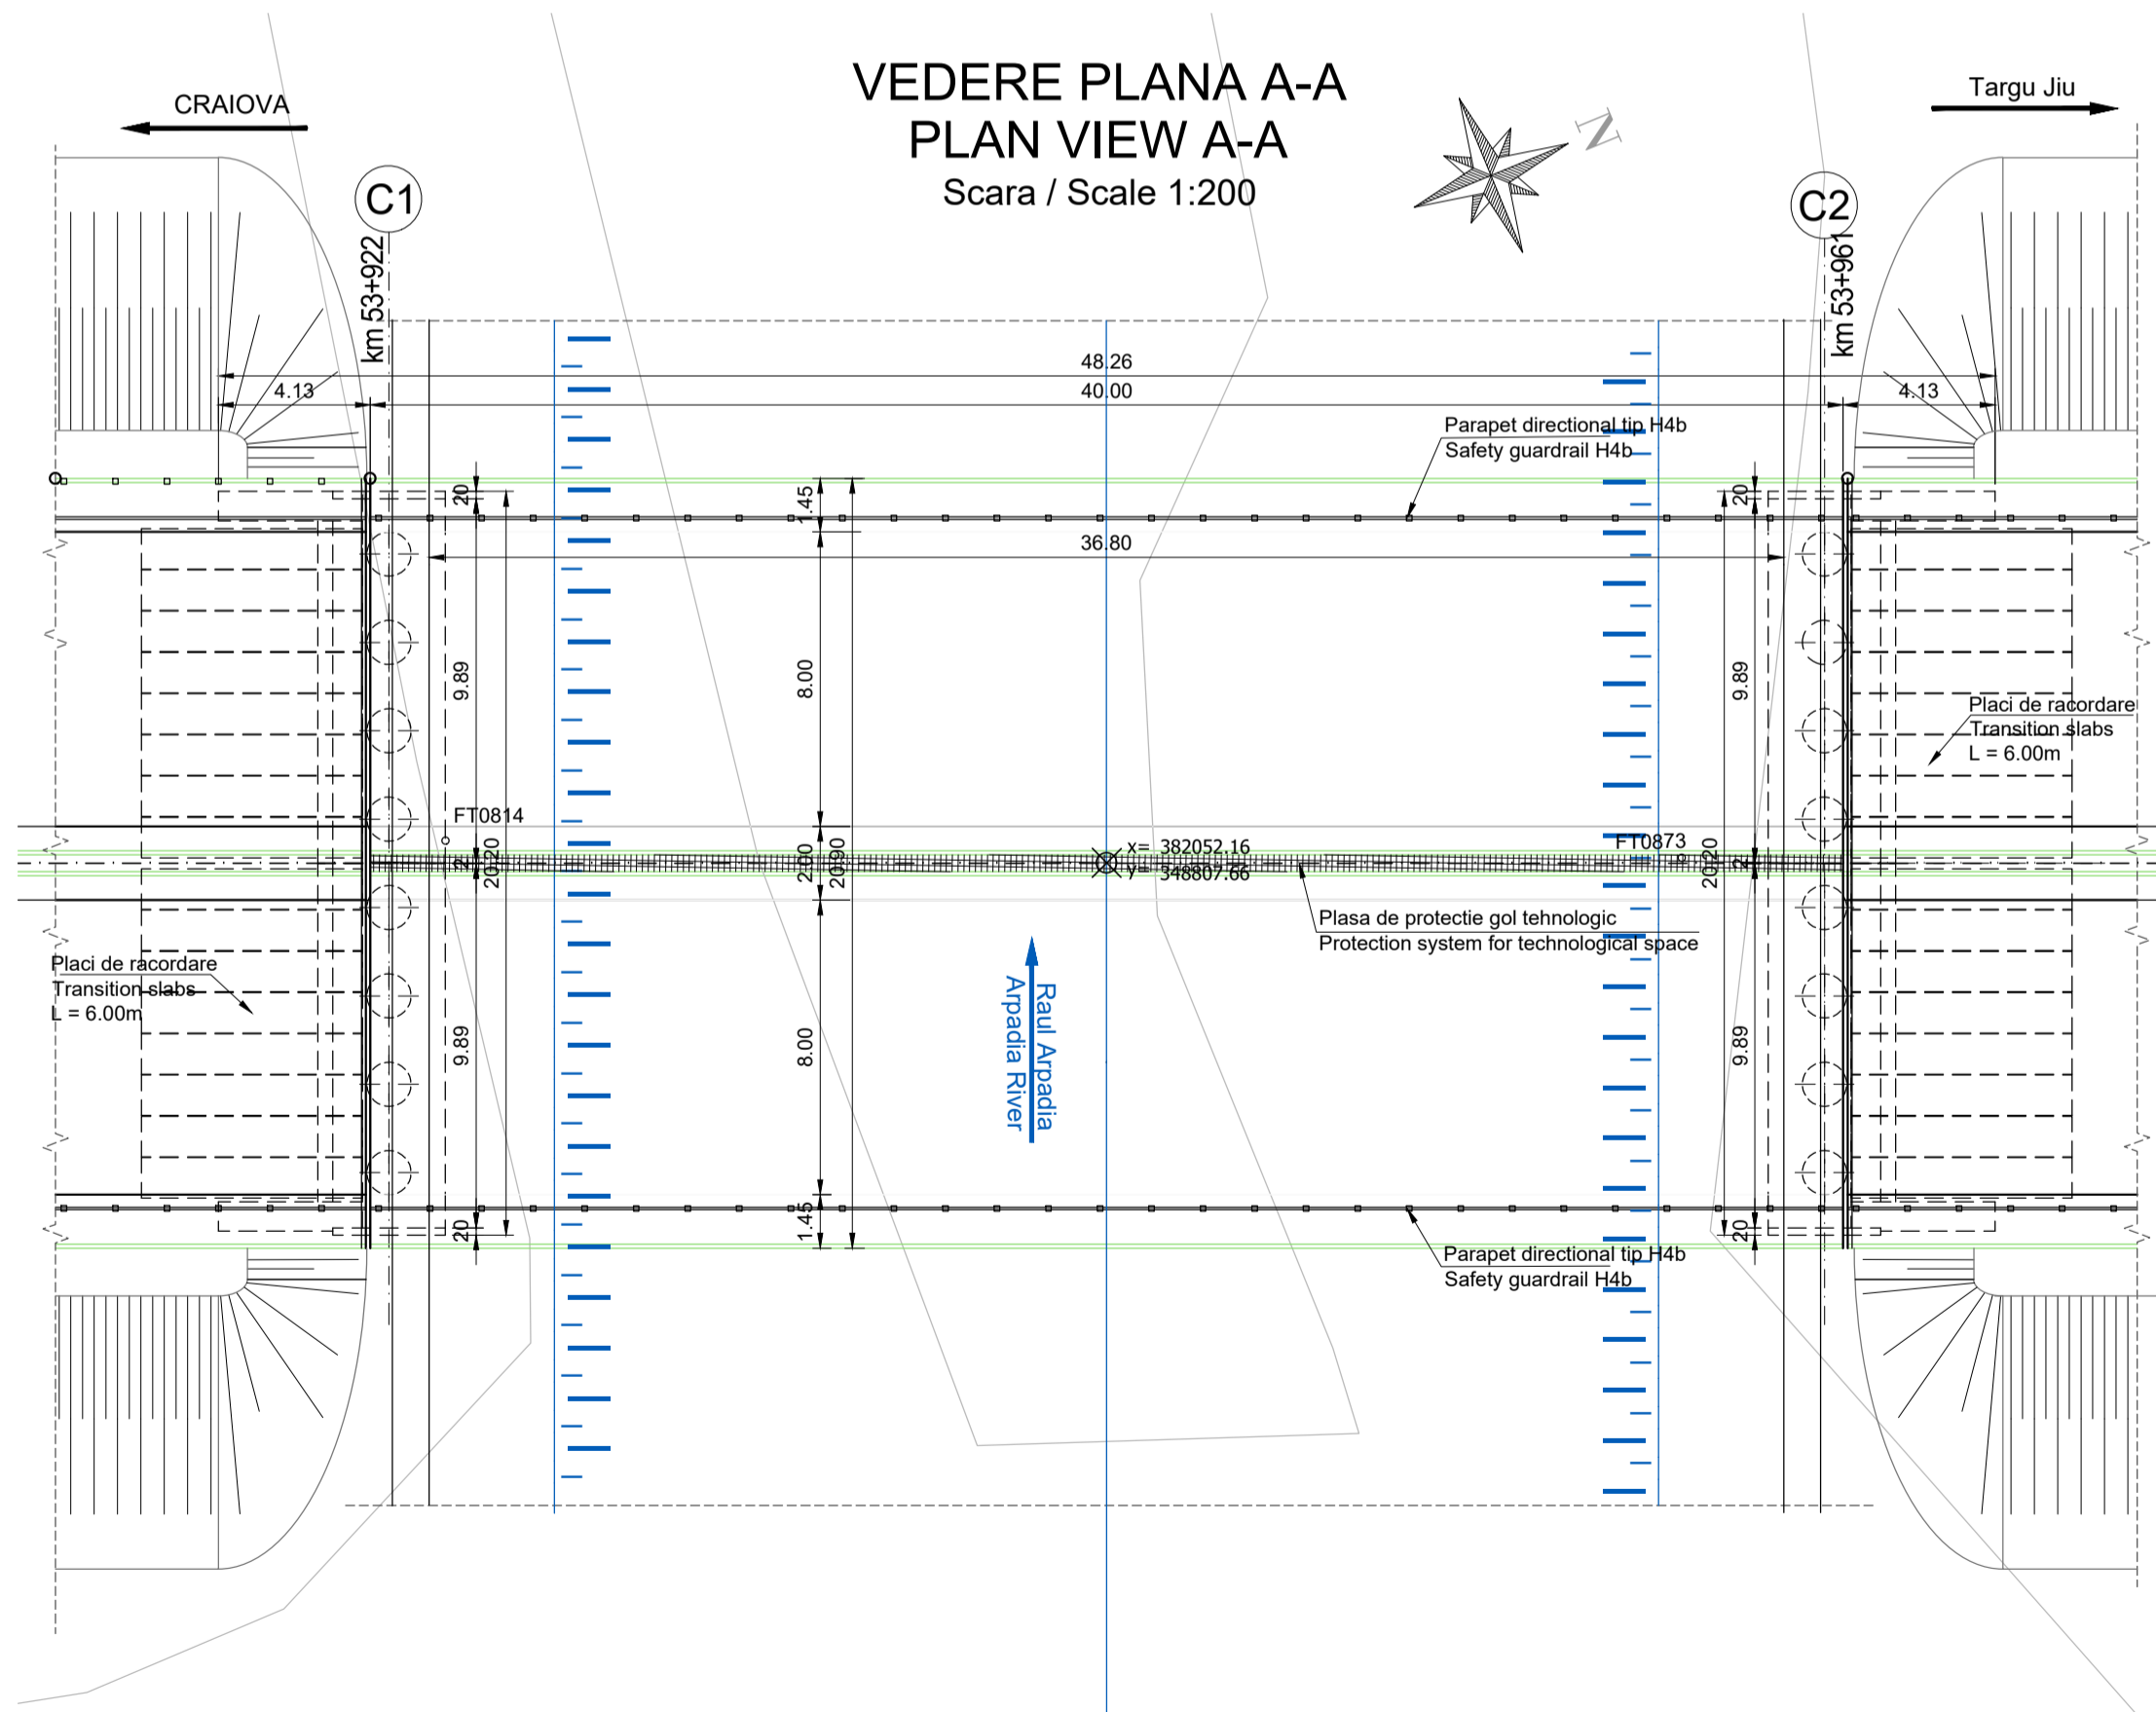 VEDERE PLANA A-A
PLAN VIEW A-A
Scara / Scale 1:200
CRAIOVA
Targu Jiu
N
C1
C2
km 53+922
km 53+961
48.26
4.13
40.00
4.13
Parapet directional tip H4b
Safety guardrail H4b
20
1.45
20
36.80
9.89
8.00
9.89
Placi de racordare
Transition slabs
L = 6.00m
FT0814
FT0873
x= 382052.16
y= 348807.66
2
20.20
2.00
20.90
20.20
2
Plasa de protectie gol tehnologic
Protection system for technological space
Placi de racordare
Transition slabs
L = 6.00m
Raul Arpadia
Arpadia River
9.89
8.00
9.89
20
1.45
20
Parapet directional tip H4b
Safety guardrail H4b